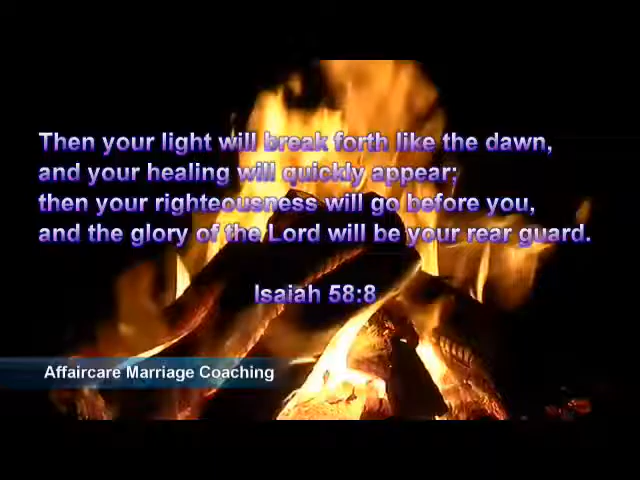 Then your light will break forth like the dawn,
and your healing will quickly appear;
then your righteousness will go before you,
and the glory of the Lord will be your rear guard.
Isaiah 58:8
Affaircare Marriage Coaching